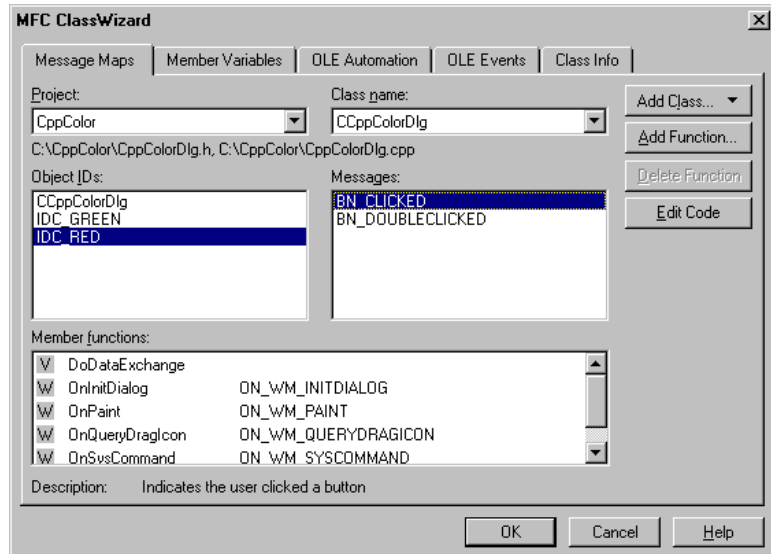 MFC ClassWizard
Message Maps Member Variables OLE Automation OLE Events Class Info
Project: Class name:
CppColor CCppColorDlg
Add Class...
C:\CppColor\CppColorDlg.h, C:\CppColor\CppColorDlg.cpp
Add Function...
Object IDs: Messages:
Delete Function
CCppColorDlg BN_CLICKED
IDC_GREEN BN_DOUBLECLICKED
Edit Code
IDC_RED
Member functions:
V DoDataExchange
W OnInitDialog ON_WM_INITDIALOG
W OnPaint ON_WM_PAINT
W OnQueryDragIcon ON_WM_QUERYDRAGICON
W OnSysCommand ON_WM_SYSCOMMAND
Description: Indicates the user clicked a button
OK Cancel Help